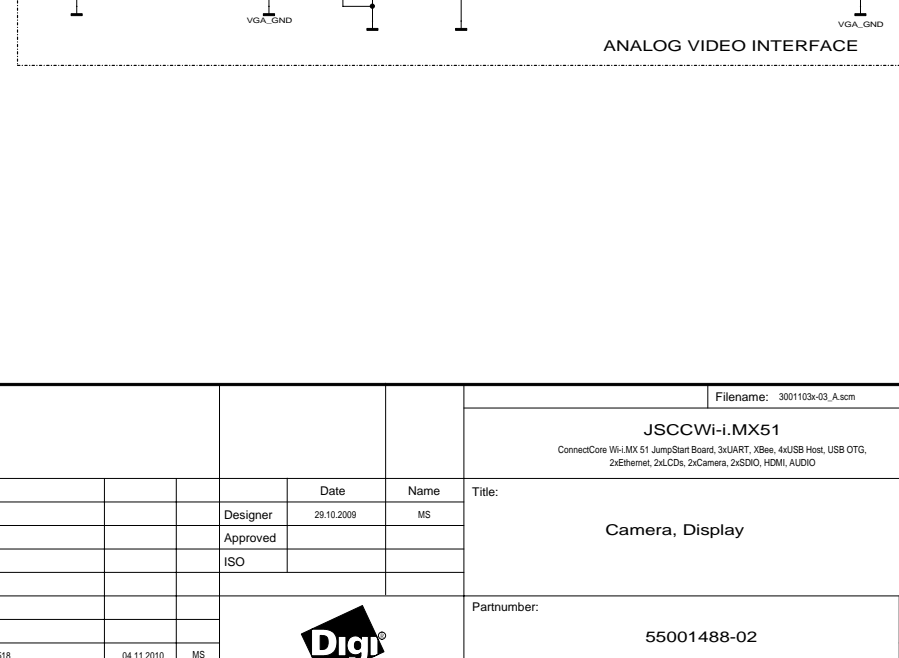 VGA_GND
VGA_GND
ANALOG VIDEO INTERFACE
Filename: 3001103x-03_A.scm
JSCCWi-i.MX51
ConnectCore Wi-i.MX 51 JumpStart Board, 3xUART, XBee, 4xUSB Host, USB OTG,
2xEthernet, 2xLCDs, 2xCamera, 2xSDIO, HDMI, AUDIO
Date Name
Designer 29.10.2009 MS
Approved
ISO
Title:
Camera, Display
Partnumber:
55001488-02
Digi®
04.11.2010 MS